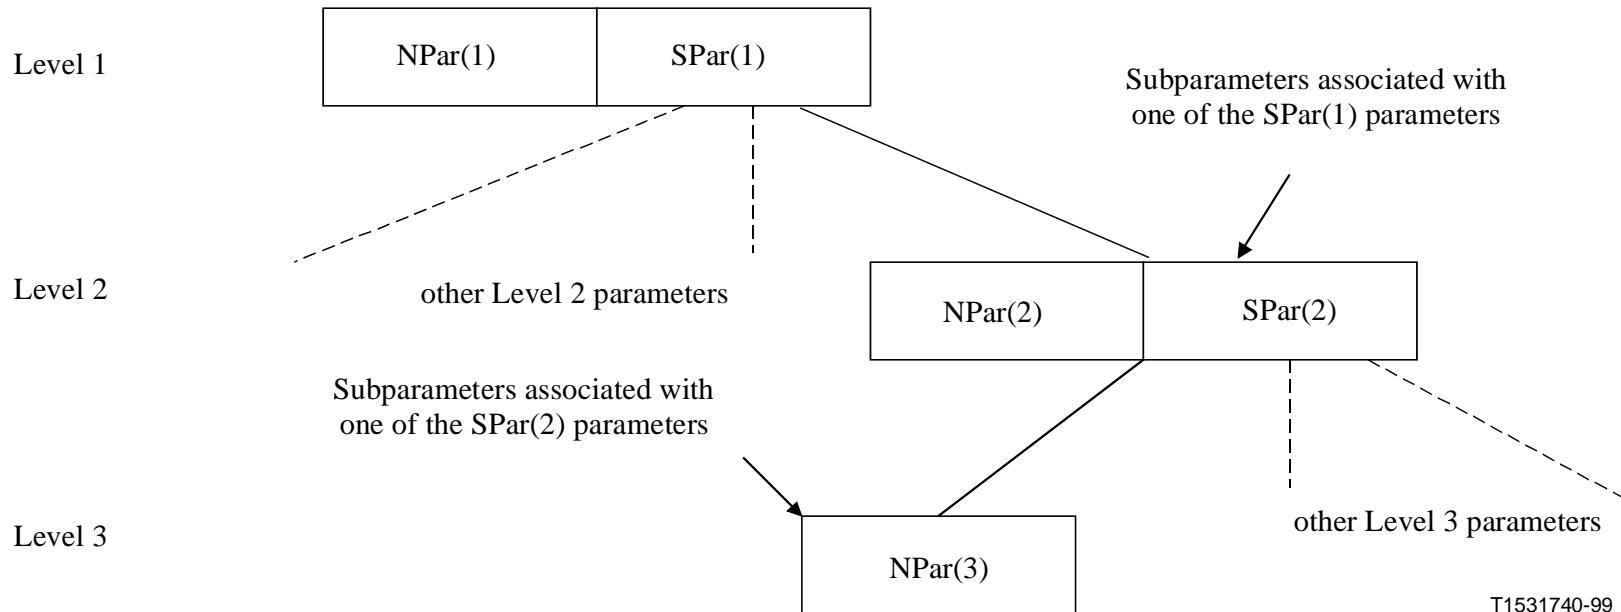 Level 1
NPar(1)
SPar(1)
Subparameters associated with
one of the SPar(1) parameters
Level 2
other Level 2 parameters
NPar(2)
SPar(2)
Subparameters associated with
one of the SPar(2) parameters
Level 3
NPar(3)
other Level 3 parameters
T1531740-99